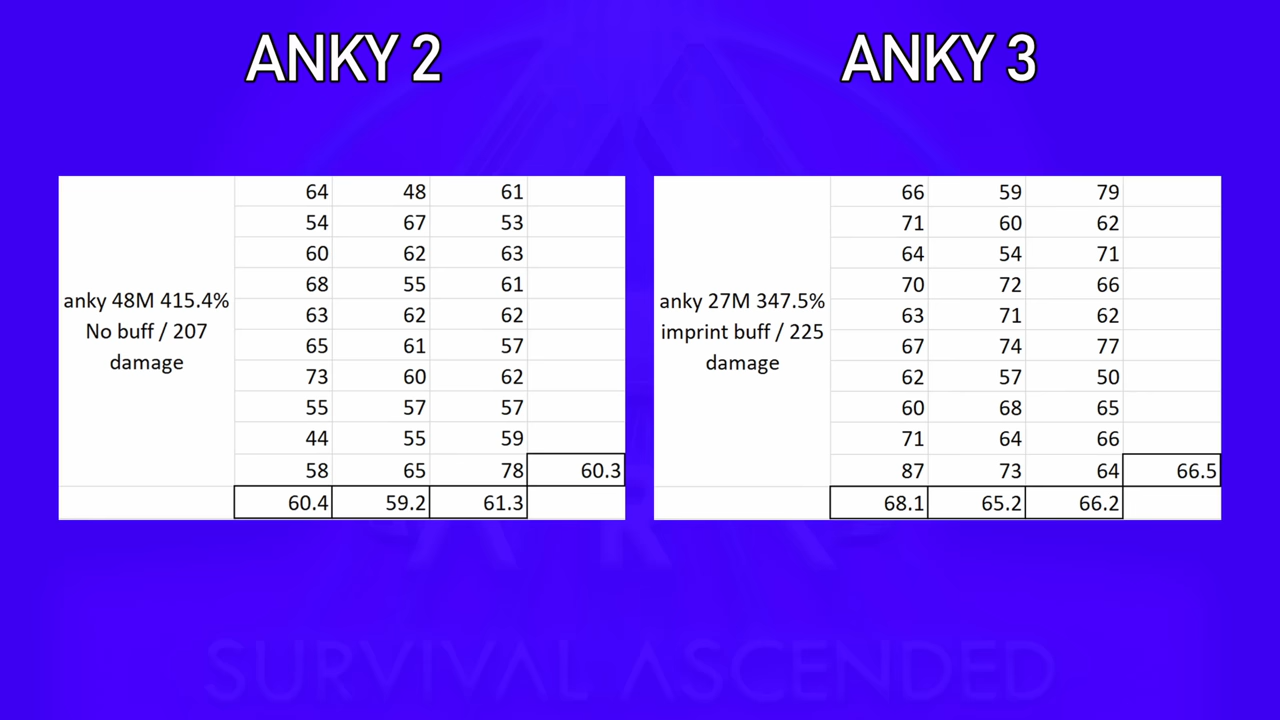 ANKY 2
ANKY 3
64 48 61
54 67 53
60 62 63
68 55 61
anky 48M 415.4%
63 62 62
No buff / 207
65 61 57
damage
73 60 62
55 57 57
44 55 59
58 65 78 60.3
60.4 59.2 61.3
66 59 79
71 60 62
64 54 71
70 72 66
anky 27M 347.5%
63 71 62
imprint buff / 225
67 74 77
damage
62 57 50
60 68 65
71 64 66
87 73 64 66.5
68.1 65.2 66.2
ARK
SURVIVAL ASCENDED